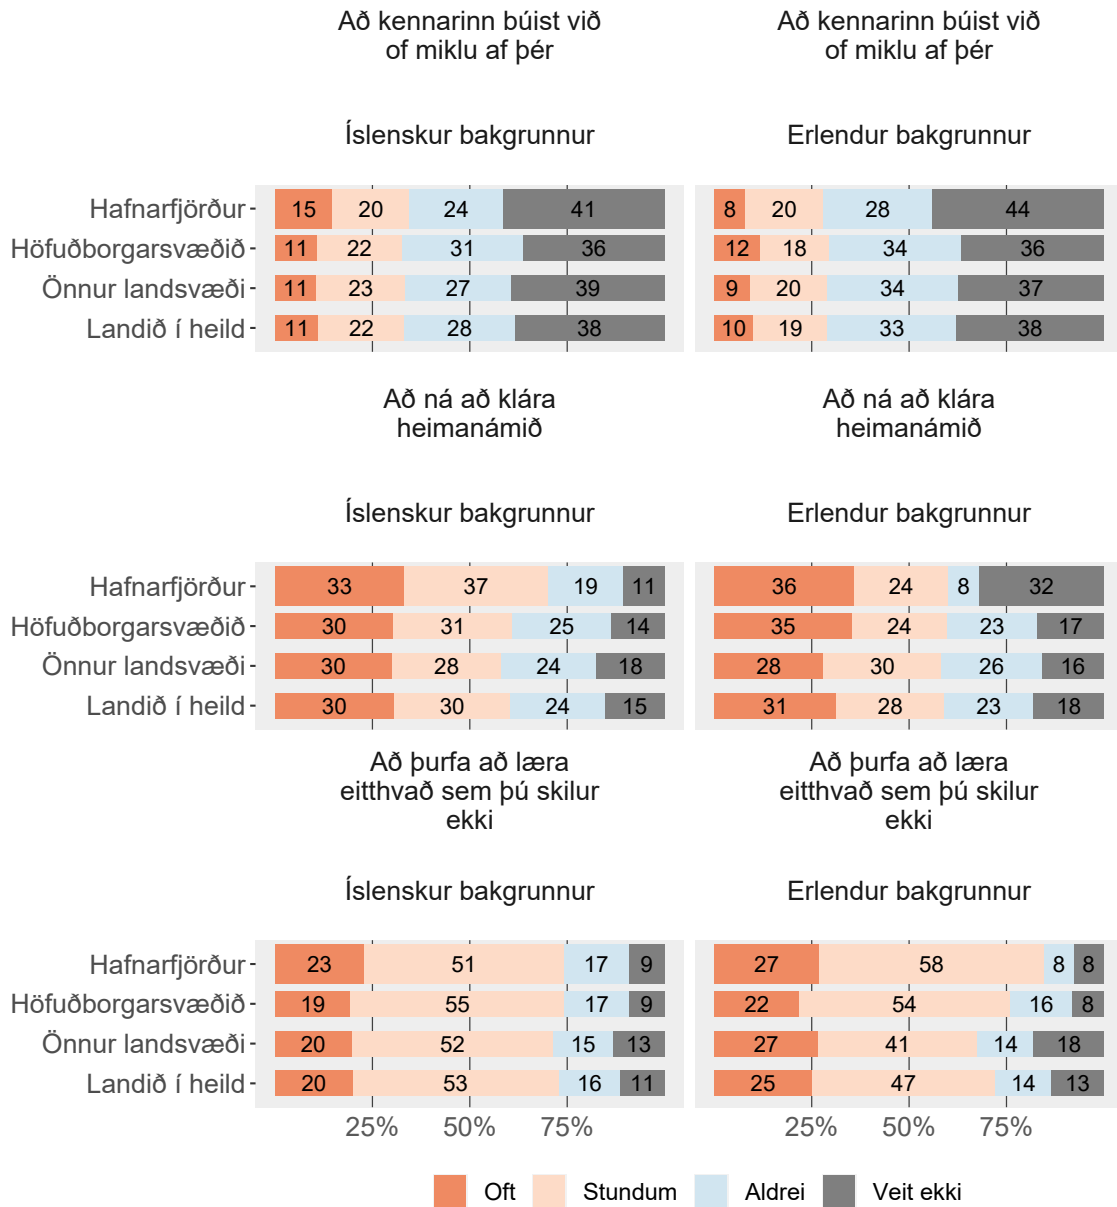 Að kennarinn búist við
of miklu af þér
Að kennarinn búist við
of miklu af þér
Íslenskur bakgrunnur
Erlendur bakgrunnur
Hafnarfjörður 15 20 24 41 8 20 28 44
Höfuðborgarsvæðið 11 22 31 36 12 18 34 36
Önnur landsvæði 11 23 27 39 9 20 34 37
Landið í heild 11 22 28 38 10 19 33 38
Að ná að klára
heimanámið
Að ná að klára
heimanámið
Íslenskur bakgrunnur
Erlendur bakgrunnur
Hafnarfjörður 33 37 19 11 36 24 8 32
Höfuðborgarsvæðið 30 31 25 14 35 24 23 17
Önnur landsvæði 30 28 24 18 28 30 26 16
Landið í heild 30 30 24 15 31 28 23 18
Að þurfa að læra
eitthvað sem þú skilur
ekki
Að þurfa að læra
eitthvað sem þú skilur
ekki
Íslenskur bakgrunnur
Erlendur bakgrunnur
Hafnarfjörður 23 51 17 9 27 58 8 8
Höfuðborgarsvæðið 19 55 17 9 22 54 16 8
Önnur landsvæði 20 52 15 13 27 41 14 18
Landið í heild 20 53 16 11 25 47 14 13
25% 50% 75% 25% 50% 75%
Oft Stundum Aldrei Veit ekki